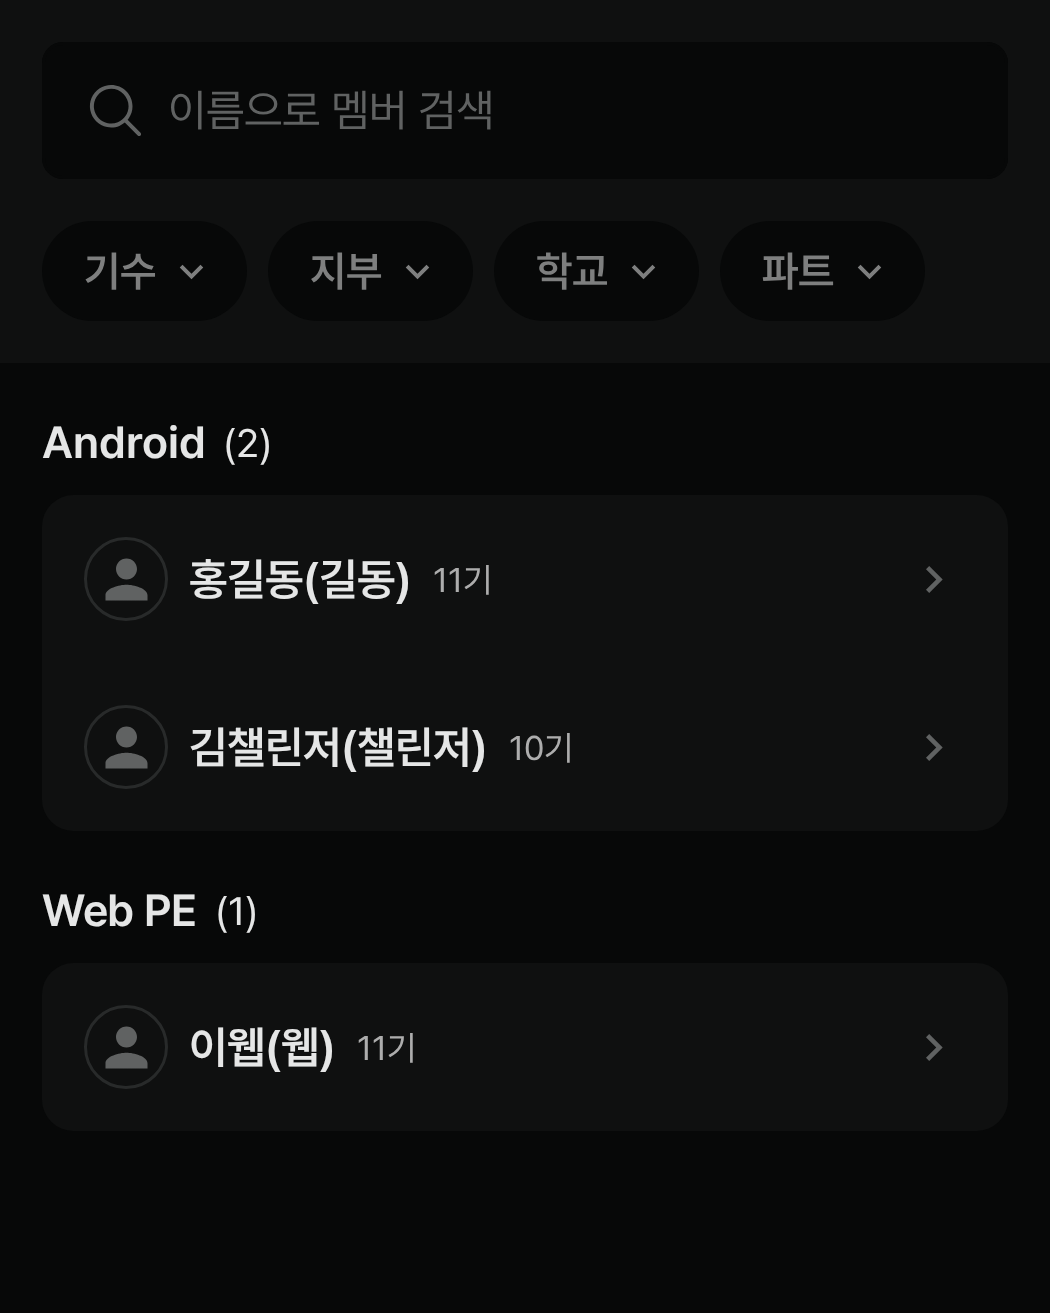 이름으로 멤버 검색
기수 지부 학교 파트
Android (2)
홍길동(길동) 11기
김챌린저(챌린저) 10기
Web PE (1)
이웹(웹) 11기